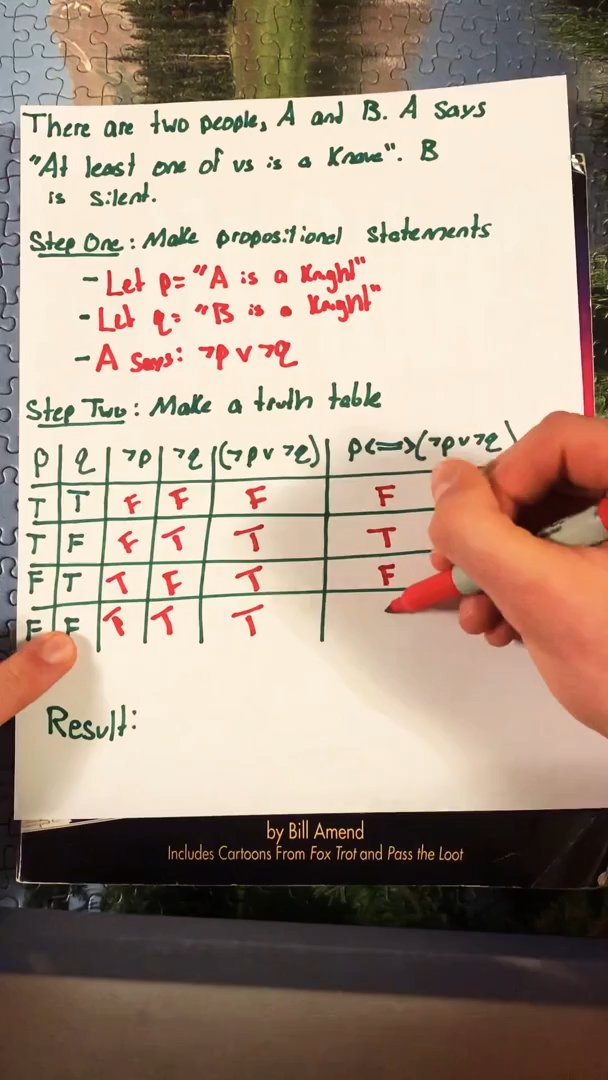 There are two people, A and B. A says
"At least one of us is a Knave". B
is silent.
Step One: Make propositional statements
- Let p= "A is a Knight"
- Let q= "B is a Knight"
- A says: ¬p v ¬q
Step Two: Make a truth table
p | q | ¬p | ¬q | (¬p v ¬q) | p<=>(¬p v ¬q)
T T F F F F
T F F T T T
F T T F T F
F F T T T
Result:
by Bill Amend
Includes Cartoons From Fox Trot and Pass the Loot